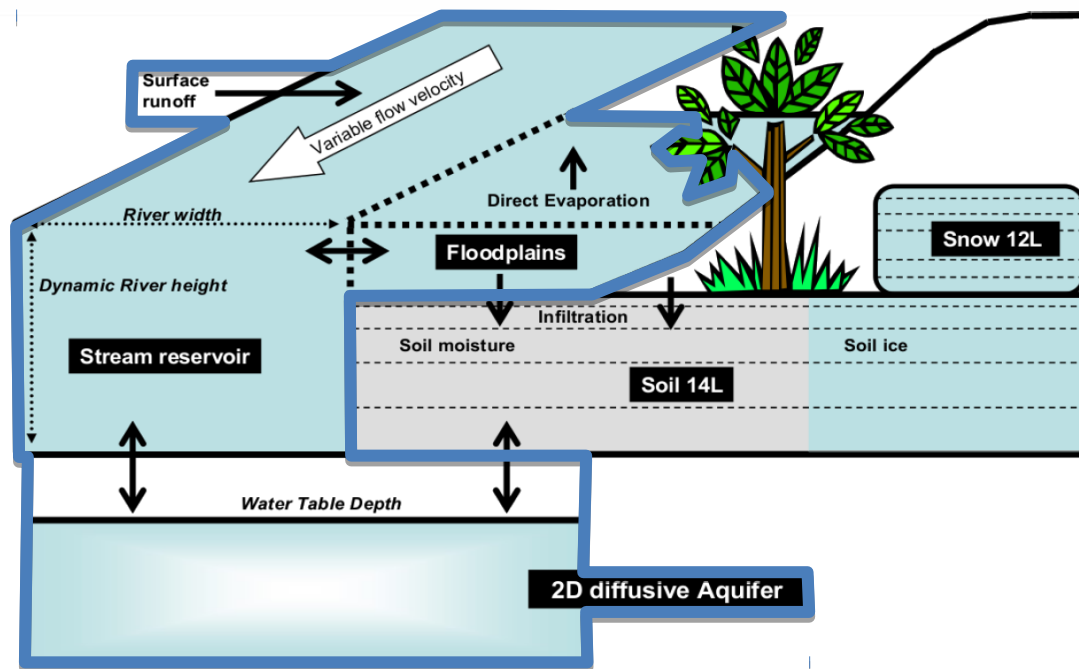 Surface
runoff
Variable flow velocity
River width
Direct Evaporation
Dynamic River height
Floodplains
Snow 12L
Infiltration
Stream reservoir
Soil moisture
Soil ice
Soil 14L
Water Table Depth
2D diffusive Aquifer